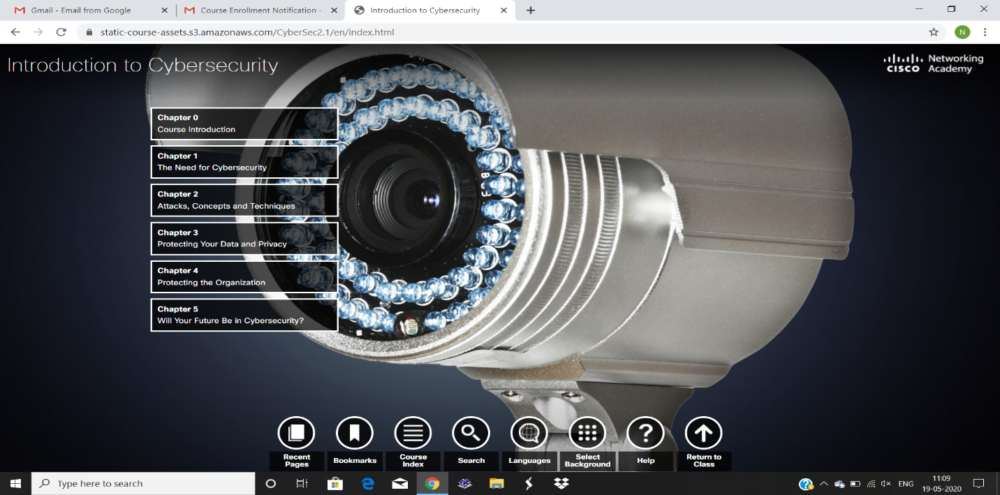 Gmail - Email from Google
Course Enrollment Notification -
Introduction to Cybersecurity
static-course-assets.s3.amazonaws.com/CyberSec2.1/en/index.html
N
Introduction to Cybersecurity
Networking
CISCO Academy
Chapter 0
Course Introduction
Chapter 1
The Need for Cybersecurity
Chapter 2
Attacks, Concepts and Techniques
Chapter 3
Protecting Your Data and Privacy
Chapter 4
Protecting the Organization
Chapter 5
Will Your Future Be in Cybersecurity?
Recent
Pages
Bookmarks
Course
Index
Search
Languages
Select
Background
Help
Return to
Class
Type here to search
ENG
11:09
19-05-2020